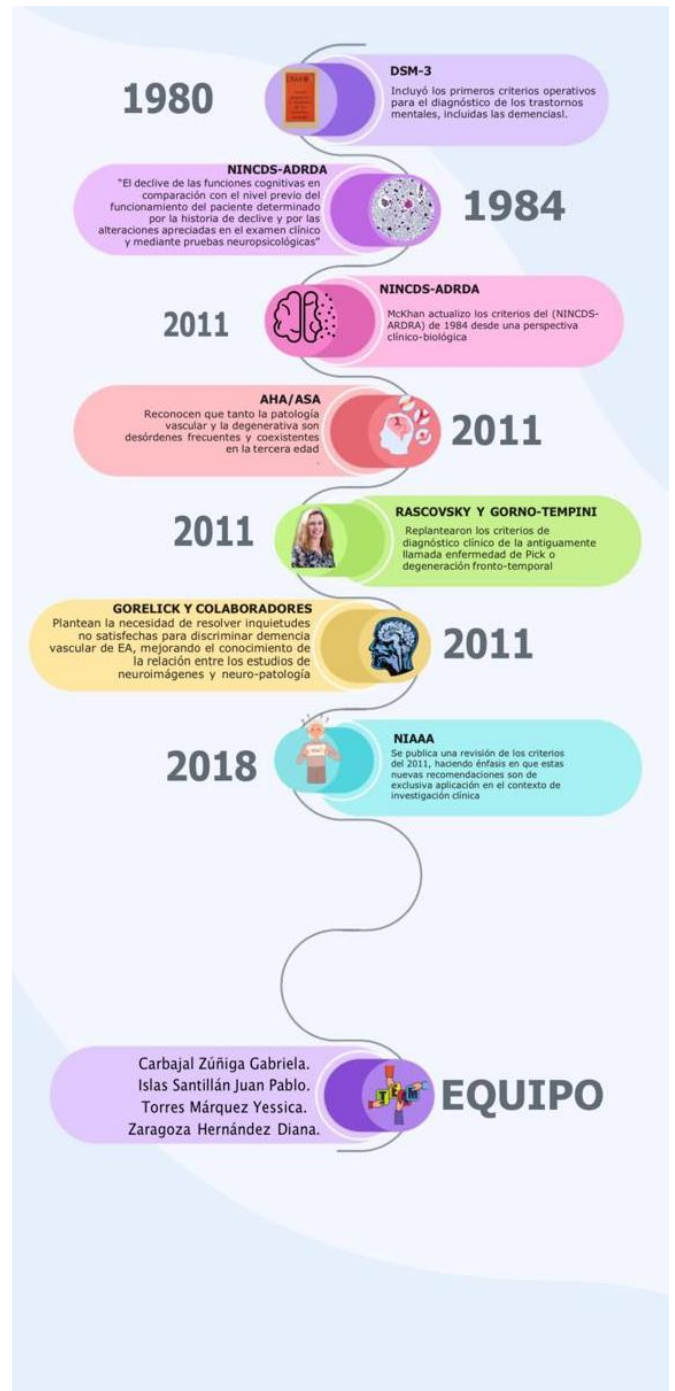 1980
DSM-3
Incluyó los primeros criterios operativos
para el diagnóstico de los trastornos
mentales, incluidas las demenciasl.
NINCDS-ADRDA
“El declive de las funciones cognitivas en
comparación con el nivel previo del
funcionamiento del paciente determinado
por la historia de declive y por las
alteraciones apreciadas en el examen clínico
y mediante pruebas neuropsicológicas”
1984
2011
NINCDS-ADRDA
McKhan actualizo los criterios del (NINCDS-
ARDRA) de 1984 desde una perspectiva
clínico-biológica
AHA/ASA
Reconocen que tanto la patología
vascular y la degenerativa son
desórdenes frecuentes y coexistentes
en la tercera edad
.
2011
2011
RASCOVSKY Y GORNO-TEMPINI
Replantearon los criterios de
diagnóstico clínico de la antiguamente
llamada enfermedad de Pick o
degeneración fronto-temporal
GORELICK Y COLABORADORES
Plantean la necesidad de resolver inquietudes
no satisfechas para discriminar demencia
vascular de EA, mejorando el conocimiento de
la relación entre los estudios de
neuroimágenes y neuro-patología
2011
2018
NIAAA
Se publica una revisión de los criterios
del 2011, haciendo énfasis en que estas
nuevas recomendaciones son de
exclusiva aplicación en el contexto de
investigación clínica
Carbajal Zúñiga Gabriela.
Islas Santillán Juan Pablo.
Torres Márquez Yessica.
Zaragoza Hernández Diana.
TEAM
EQUIPO